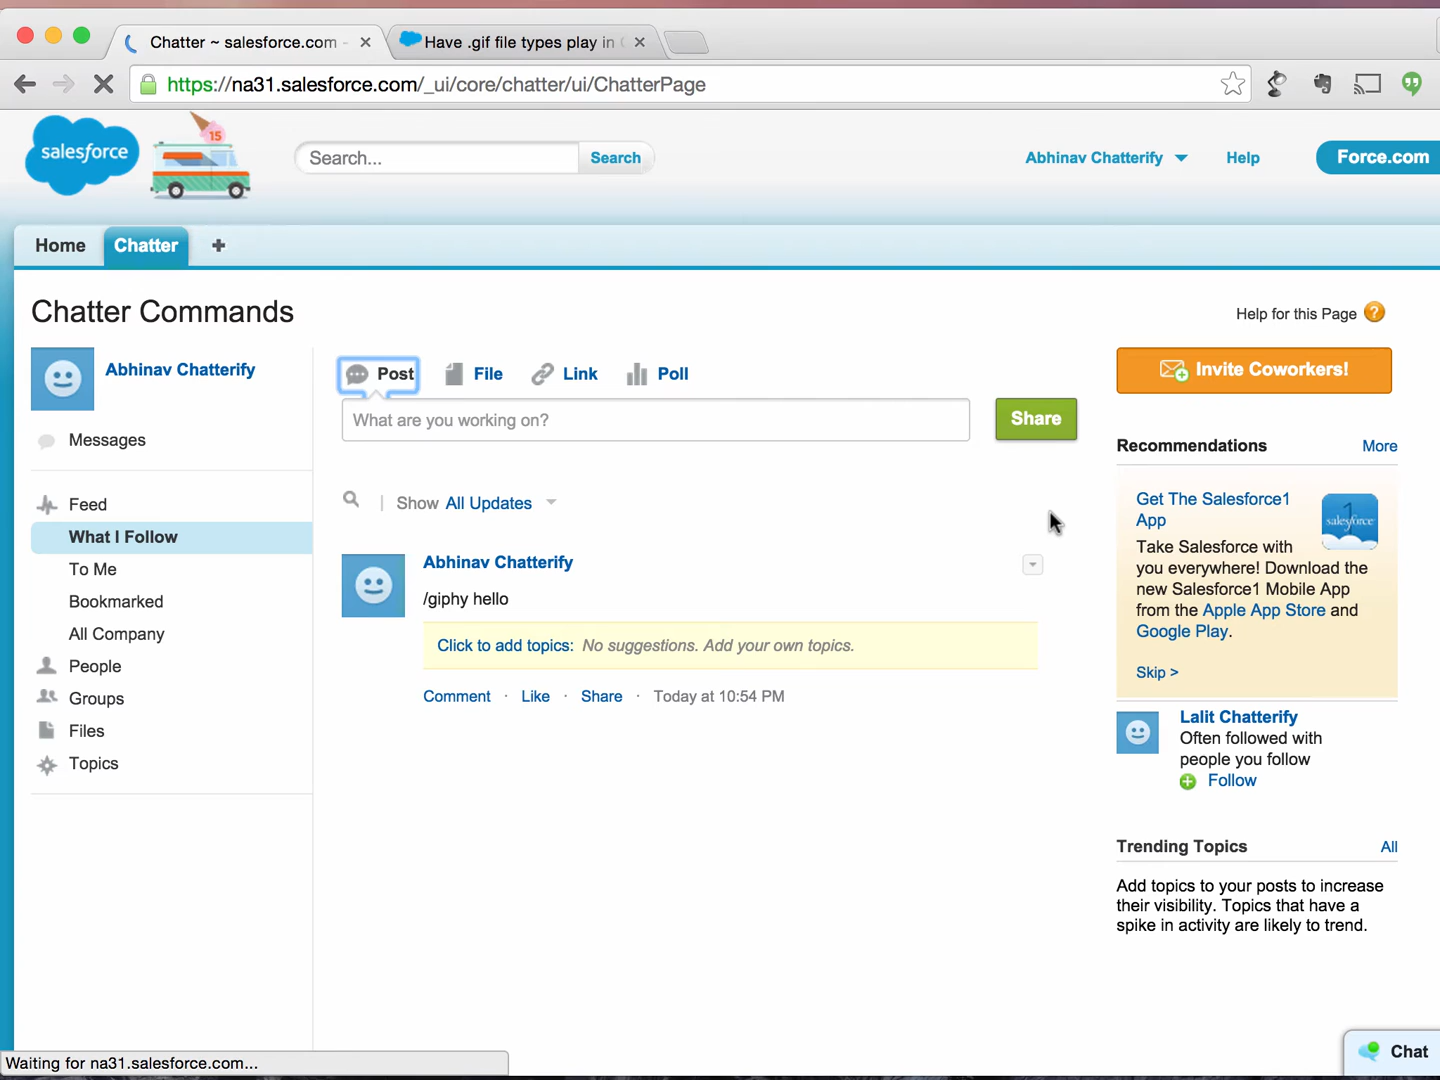 Chatter ~ salesforce.com -
Have .gif file types play in
https://na31.salesforce.com/_ui/core/chatter/ui/ChatterPage
salesforce
15
Search...
Search
Abhinav Chatterify
Help
Force.com
Home
Chatter
+
Chatter Commands
Help for this Page ?
Abhinav Chatterify
Messages
Feed
What I Follow
To Me
Bookmarked
All Company
People
Groups
Files
Topics
Post
File
Link
Poll
What are you working on?
Share
Show All Updates
Abhinav Chatterify
/giphy hello
Click to add topics: No suggestions. Add your own topics.
Comment · Like · Share · Today at 10:54 PM
Invite Coworkers!
Recommendations
More
Get The Salesforce1
App
salesforce
1
Take Salesforce with
you everywhere! Download the
new Salesforce1 Mobile App
from the Apple App Store and
Google Play.
Skip >
Lalit Chatterify
Often followed with
people you follow
Follow
Trending Topics
All
Add topics to your posts to increase
their visibility. Topics that have a
spike in activity are likely to trend.
Waiting for na31.salesforce.com...
Chat